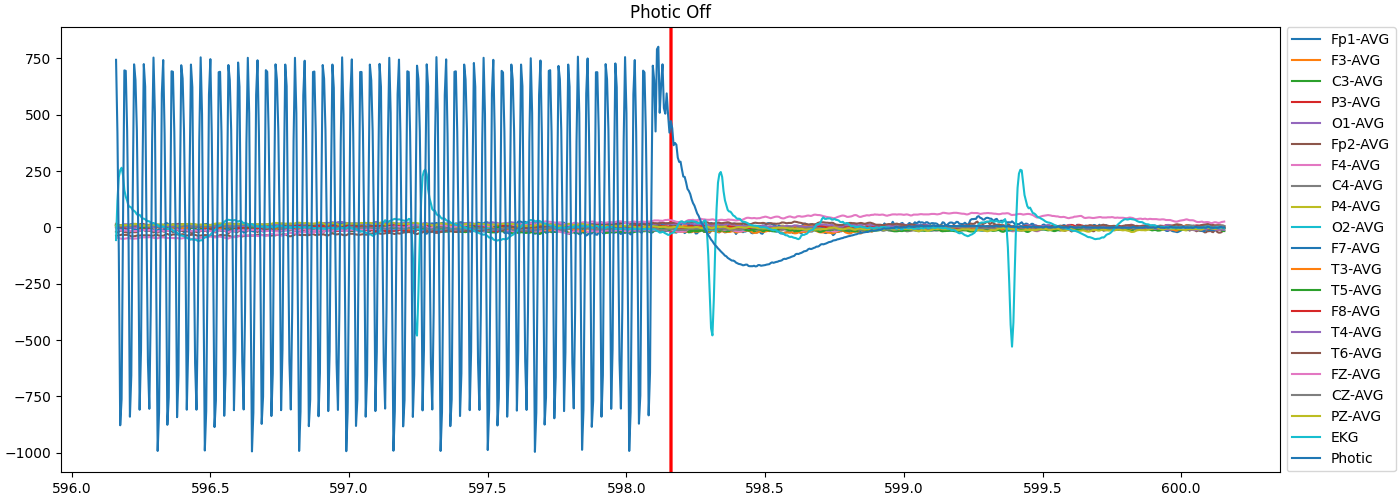 Photic Off
750
500
250
0
−250
−500
−750
−1000
596.0 596.5 597.0 597.5 598.0 598.5 599.0 599.5 600.0
Fp1-AVG
F3-AVG
C3-AVG
P3-AVG
O1-AVG
Fp2-AVG
F4-AVG
C4-AVG
P4-AVG
O2-AVG
F7-AVG
T3-AVG
T5-AVG
F8-AVG
T4-AVG
T6-AVG
FZ-AVG
CZ-AVG
PZ-AVG
EKG
Photic